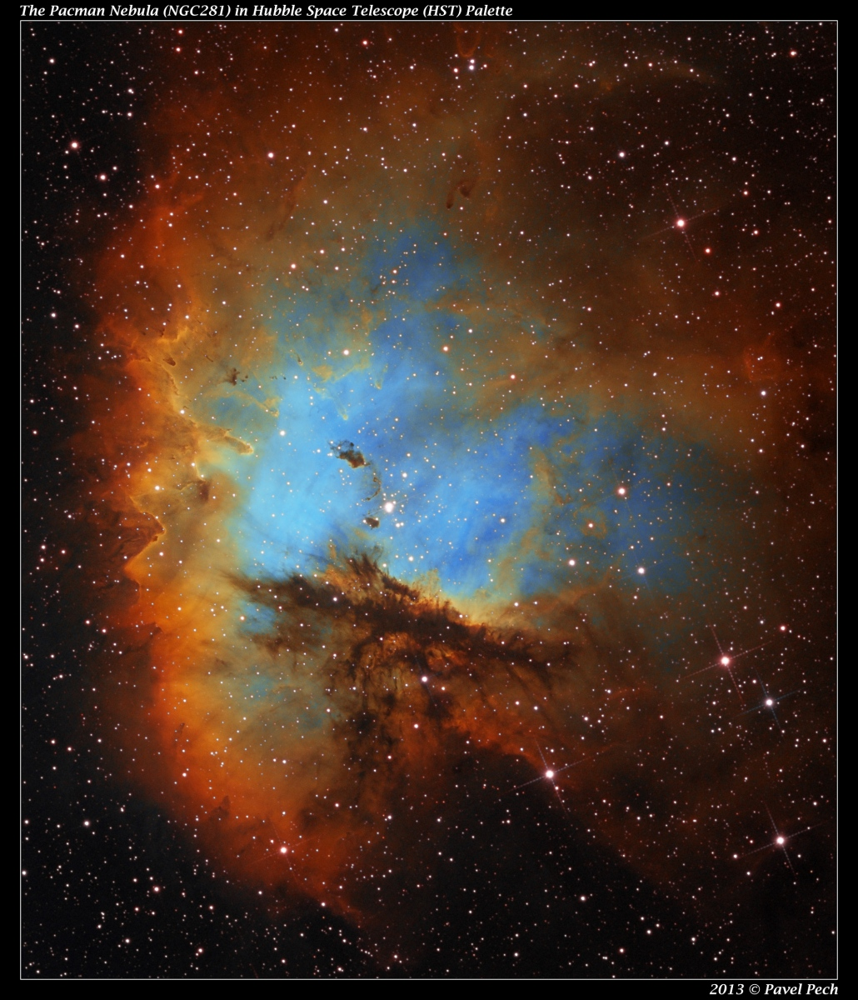 The Pacman Nebula (NGC281) in Hubble Space Telescope (HST) Palette
2013 © Pavel Pech